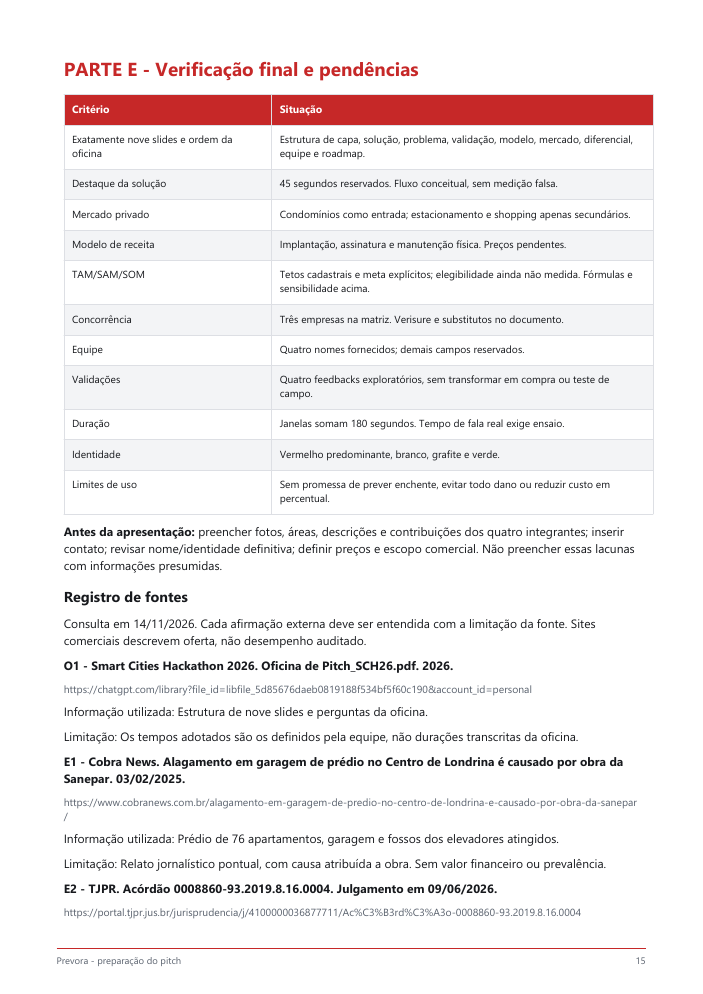 PARTE E - Verificação final e pendências
Critério
Situação
Exatamente nove slides e ordem da
oficina
Estrutura de capa, solução, problema, validação, modelo, mercado, diferencial,
equipe e roadmap.
Destaque da solução
45 segundos reservados. Fluxo conceitual, sem medição falsa.
Mercado privado
Condomínios como entrada; estacionamento e shopping apenas secundários.
Modelo de receita
Implantação, assinatura e manutenção física. Preços pendentes.
TAM/SAM/SOM
Tetos cadastrais e meta explícitos; elegibilidade ainda não medida. Fórmulas e
sensibilidade acima.
Concorrência
Três empresas na matriz. Verisure e substitutos no documento.
Equipe
Quatro nomes fornecidos; demais campos reservados.
Validações
Quatro feedbacks exploratórios, sem transformar em compra ou teste de
campo.
Duração
Janelas somam 180 segundos. Tempo de fala real exige ensaio.
Identidade
Vermelho predominante, branco, grafite e verde.
Limites de uso
Sem promessa de prever enchente, evitar todo dano ou reduzir custo em
percentual.
Antes da apresentação: preencher fotos, áreas, descrições e contribuições dos quatro integrantes; inserir
contato; revisar nome/identidade definitiva; definir preços e escopo comercial. Não preencher essas lacunas
com informações presumidas.
Registro de fontes
Consulta em 14/11/2026. Cada afirmação externa deve ser entendida com a limitação da fonte. Sites
comerciais descrevem oferta, não desempenho auditado.
O1 - Smart Cities Hackathon 2026. Oficina de Pitch_SCH26.pdf. 2026.
https://chatgpt.com/library?file_id=libfile_5d85676daeb0819188f534bf5f60c190&account_id=personal
Informação utilizada: Estrutura de nove slides e perguntas da oficina.
Limitação: Os tempos adotados são os definidos pela equipe, não durações transcritas da oficina.
E1 - Cobra News. Alagamento em garagem de prédio no Centro de Londrina é causado por obra da
Sanepar. 03/02/2025.
https://www.cobranews.com.br/alagamento-em-garagem-de-predio-no-centro-de-londrina-e-causado-por-obra-da-sanepar
/
Informação utilizada: Prédio de 76 apartamentos, garagem e fossos dos elevadores atingidos.
Limitação: Relato jornalístico pontual, com causa atribuída a obra. Sem valor financeiro ou prevalência.
E2 - TJPR. Acórdão 0008860-93.2019.8.16.0004. Julgamento em 09/06/2026.
https://portal.tjpr.jus.br/jurisprudencia/j/4100000036877711/Ac%C3%B3rd%C3%A3o-0008860-93.2019.8.16.0004
Prevora - preparação do pitch
15